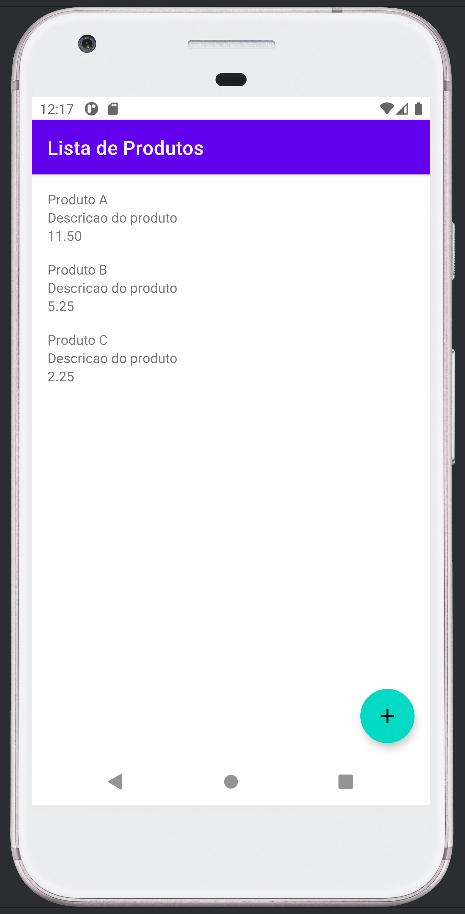 12:17
Lista de Produtos
Produto A
Descricao do produto
11.50
Produto B
Descricao do produto
5.25
Produto C
Descricao do produto
2.25
+